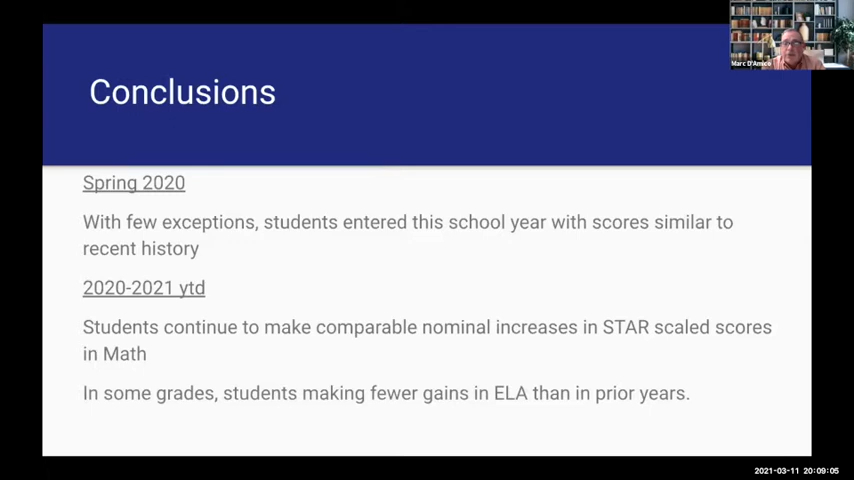 Marc D'Amico
Conclusions
Spring 2020
With few exceptions, students entered this school year with scores similar to
recent history
2020-2021 ytd
Students continue to make comparable nominal increases in STAR scaled scores
in Math
In some grades, students making fewer gains in ELA than in prior years.
2021-03-11 20:09:05